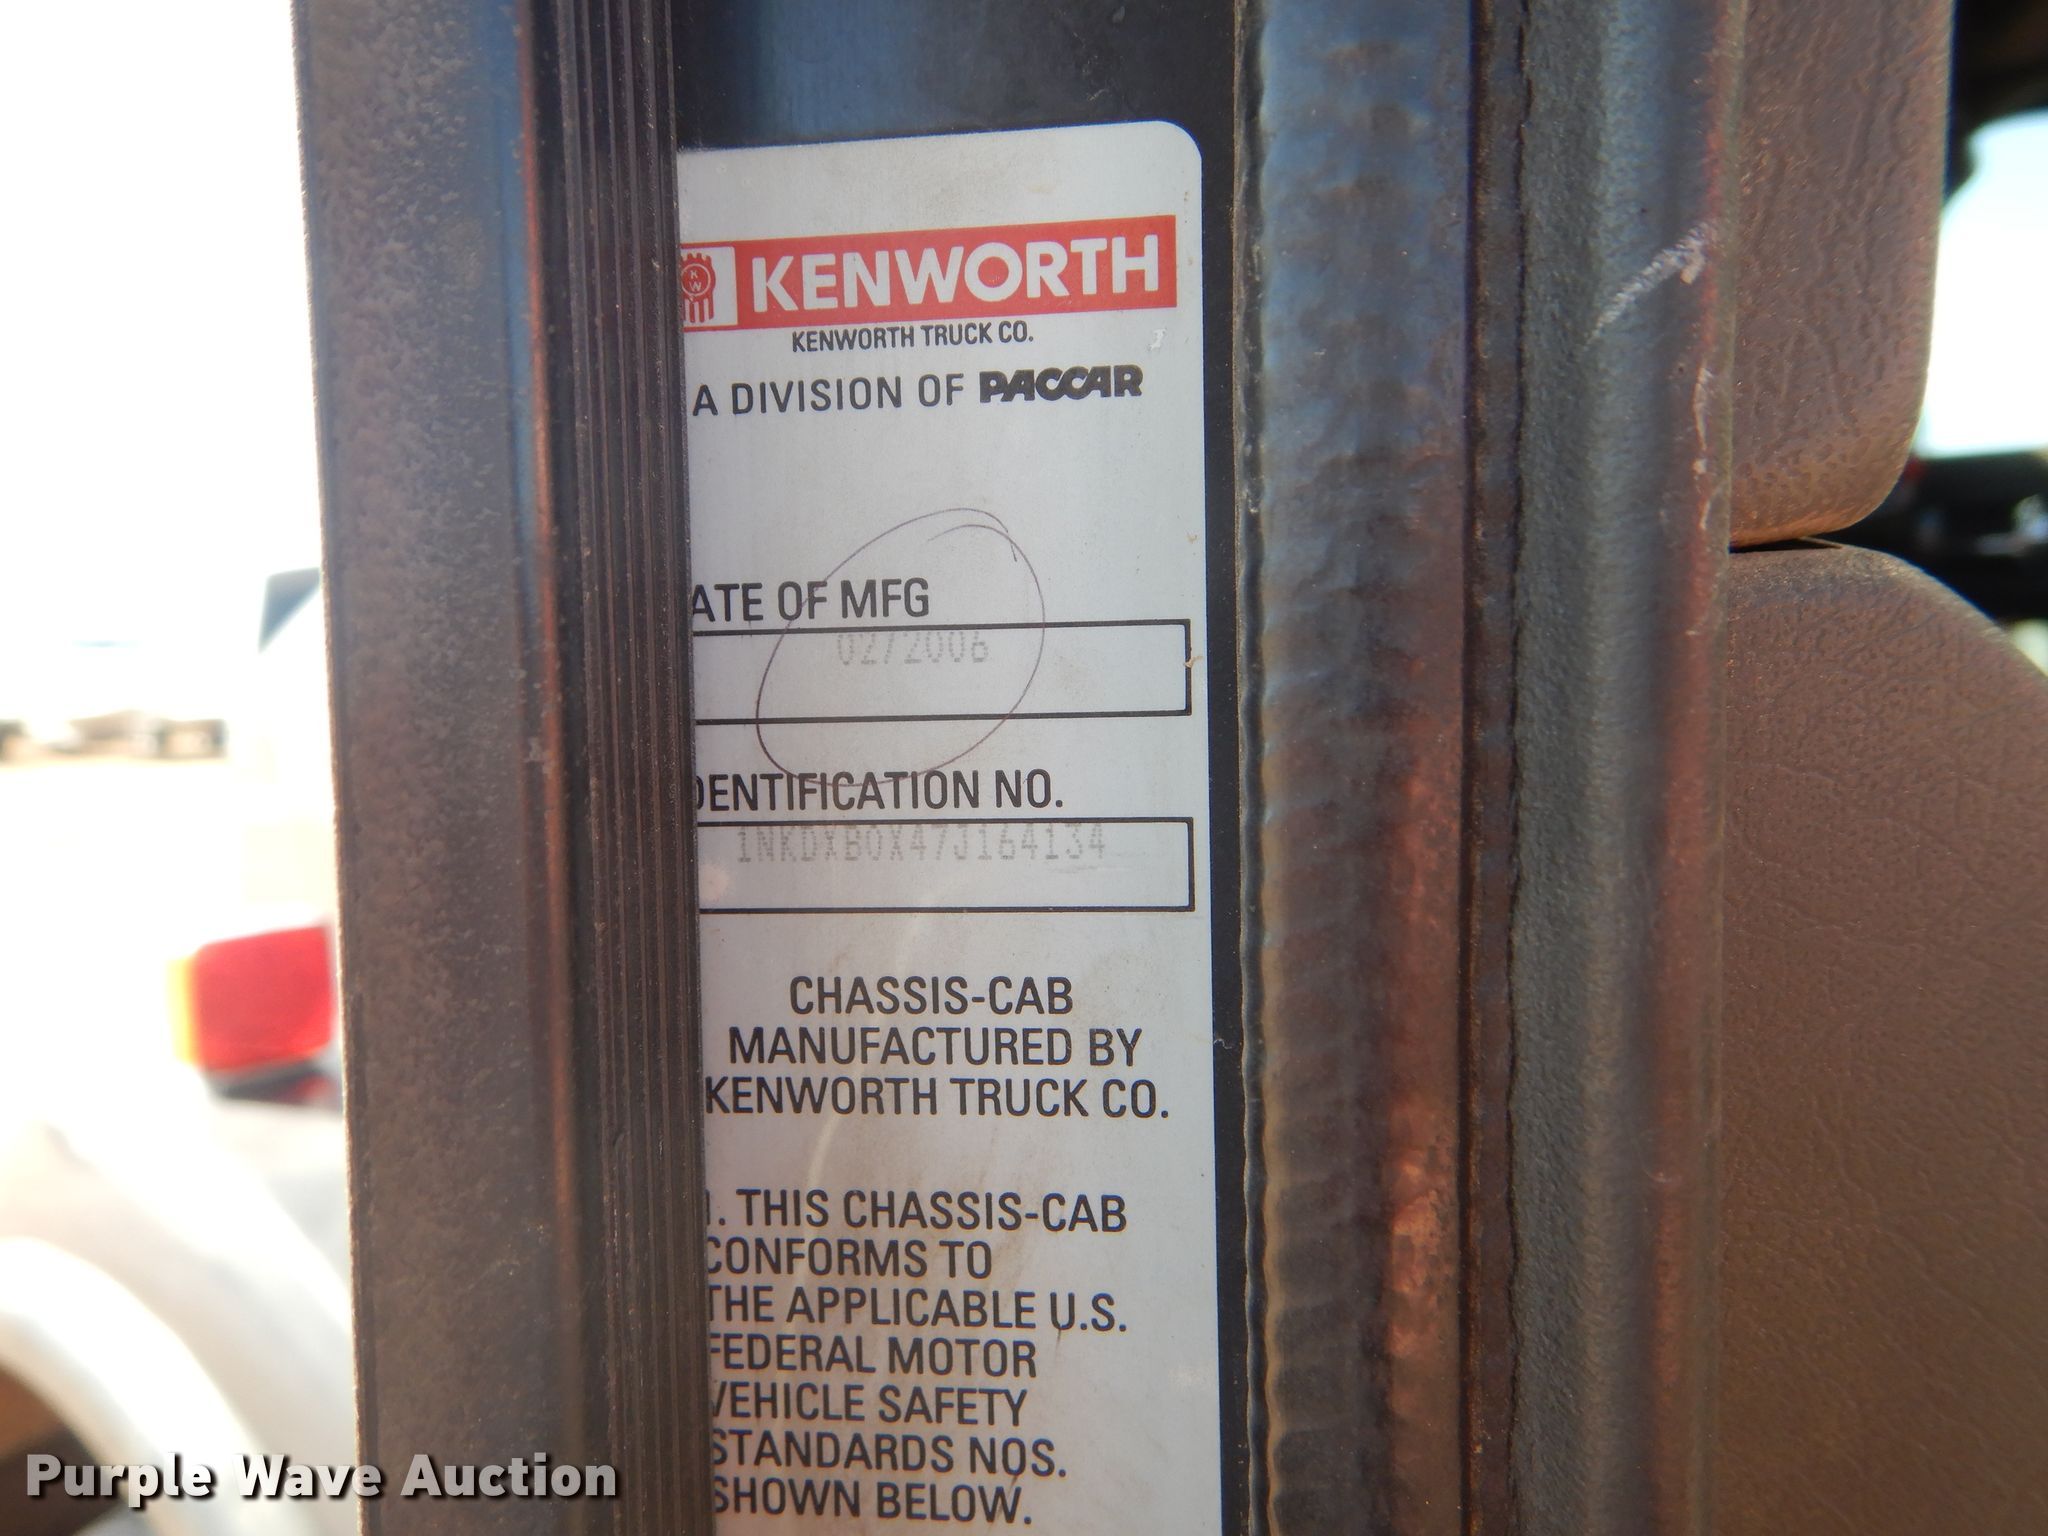 KW KENWORTH
KENWORTH TRUCK CO.
A DIVISION OF PACCAR
ATE OF MFG
02/2006
DENTIFICATION NO.
1NKDXB0X47J164134
CHASSIS-CAB
MANUFACTURED BY
KENWORTH TRUCK CO.
1. THIS CHASSIS-CAB
CONFORMS TO
THE APPLICABLE U.S.
FEDERAL MOTOR
VEHICLE SAFETY
STANDARDS NOS.
SHOWN BELOW.
Purple Wave Auction